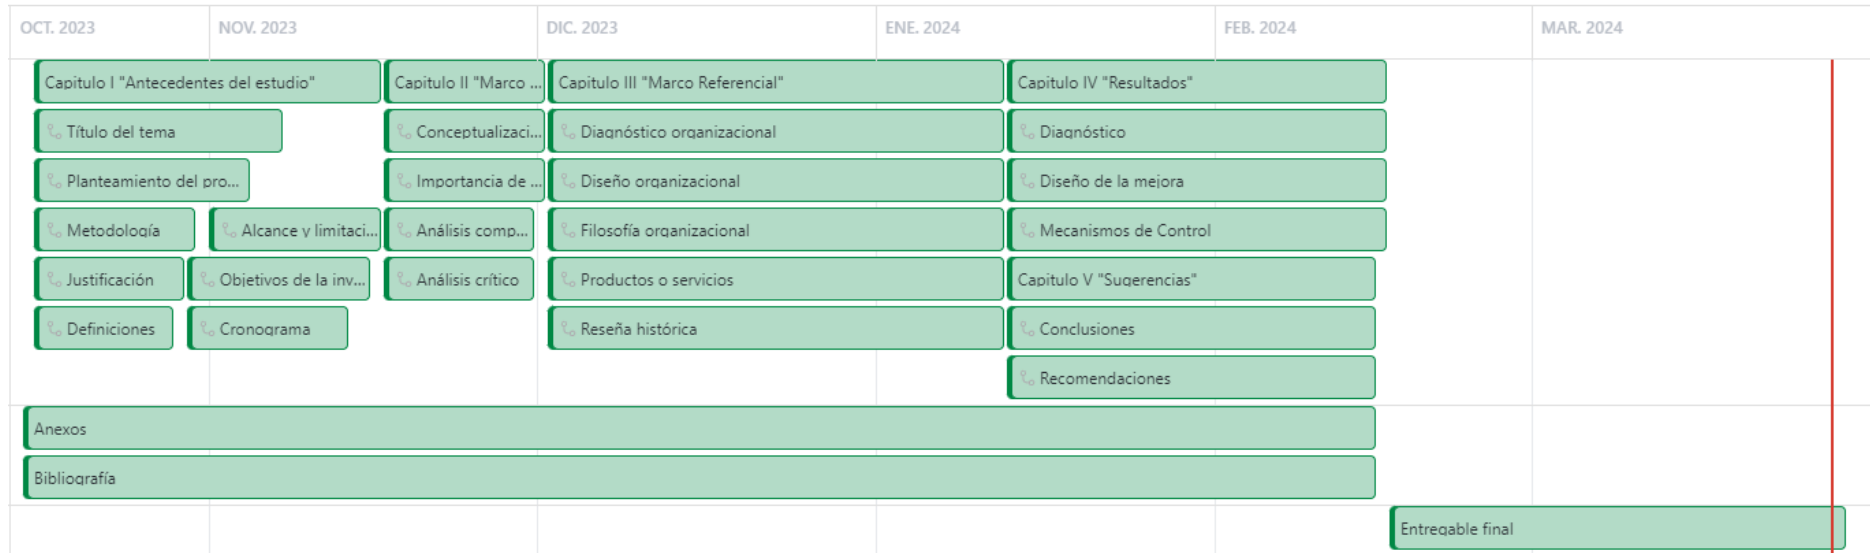 OCT. 2023 NOV. 2023 DIC. 2023 ENE. 2024 FEB. 2024 MAR. 2024
Capitulo I "Antecedentes del estudio" Capitulo II "Marco ... Capitulo III "Marco Referencial" Capitulo IV "Resultados"
Título del tema Conceptualizaci... Diagnóstico organizacional Diagnóstico
Planteamiento del pro... Importancia de ... Diseño organizacional Diseño de la mejora
Metodología Alcance y limitaci... Análisis comp... Filosofía organizacional Mecanismos de Control
Justificación Objetivos de la inv... Análisis crítico Productos o servicios Capitulo V "Sugerencias"
Definiciones Cronograma Reseña histórica Conclusiones
Recomendaciones
Anexos
Bibliografía
Entregable final